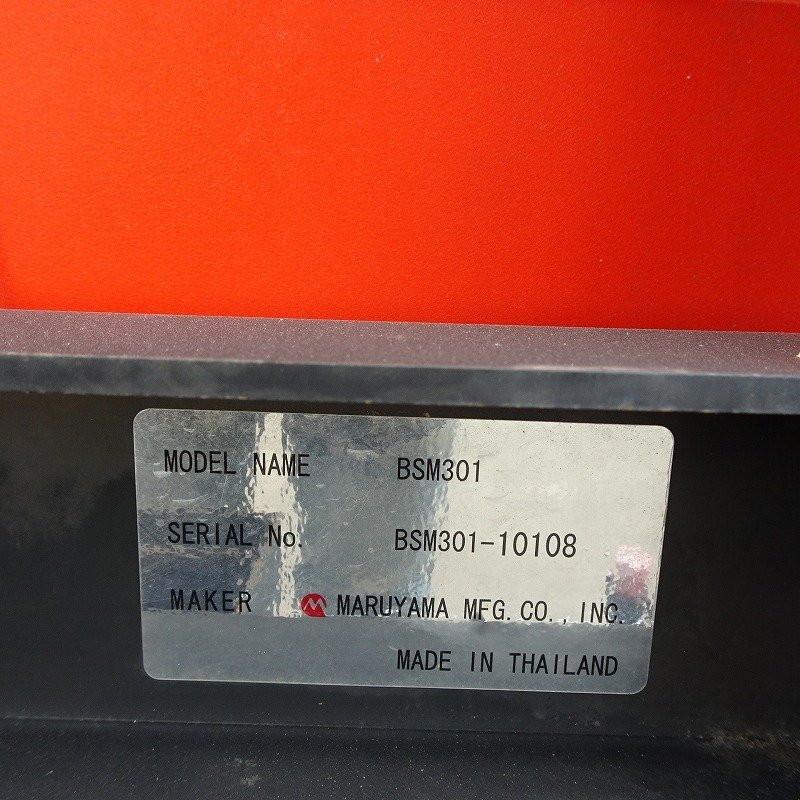 MODEL NAME BSM301
SERIAL No. BSM301-10108
MAKER MARUYAMA MFG.CO.,INC.
MADE IN THAILAND